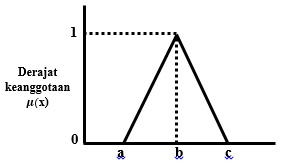 1
Derajat
keanggotaan
μ(x)
0
a b c